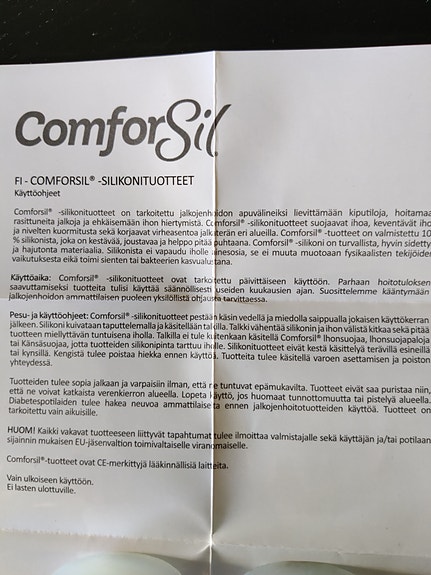 ComforSil
FI - COMFORSIL® -SILIKONITUOTTEET
Käyttöohjeet
Comforsil® -silikonituotteet on tarkoitettu jalkojenhoidon apuvälineiksi lievittämään kiputiloja, hoitamaa
rasittuneita jalkoja ja ehkäisemään ihon hiertymistä. Comforsil® -silikonituotteet suojaavat ihoa, keventävät iho
ja nivelten kuormitusta sekä korjaavat virheasentoa jalkaterän eri alueilla. Comforsil® -tuotteet on valmistettu 10
% silikonista, joka on kestävää, joustavaa ja helppo pitää puhtaana. Comforsil® -silikoni on turvallista, hyvin siedetty
ja hajutonta materiaalia. Silikonista ei vapaudu iholle ainesosia, se ei muutu muotoaan fysikaalisten tekijöiden
vaikutuksesta eikä toimi sienten tai bakteerien kasvualustana.
Käyttöaika: Comforsil® -silikonituotteet ovat tarkoitettu päivittäiseen käyttöön. Parhaan hoitotuloksen
saavuttamiseksi tuotteita tulisi käyttää säännöllisesti useiden kuukausien ajan. Suosittelemme kääntymään
jalkojenhoidon ammattilaisen puoleen yksilöllistä ohjausta tarvittaessa.
Pesu- ja käyttöohjeet: Comforsil® -silikonituotteet pestään käsin vedellä ja miedolla saippualla jokaisen käyttökerran
jälkeen. Silikoni kuivataan taputtelemalla ja käsitellään talkilla. Talkki vähentää silikonin ja ihon välistä kitkaa sekä pitää
tuotteen miellyttävän tuntuisena iholla. Talkilla ei tule kuitenkaan käsitellä Comforsil® Ihonsuojaa, Ihonsuojapaloja
tai Känsäsuojaa, jotta tuotteiden silikonipinta tarttuu iholle. Silikonituotteet eivät kestä käsittelyä terävillä esineillä
tai kynsillä. Kengistä tulee poistaa hiekka ennen käyttöä. Tuotteita tulee käsitellä varoen asettamisen ja poiston
yhteydessä.
Tuotteiden tulee sopia jalkaan ja varpaisiin ilman, että ne tuntuvat epämukavilta. Tuotteet eivät saa puristaa niin,
että ne voivat katkaista verenkierron alueella. Lopeta käyttö, jos huomaat tunnottomuutta tai pistelyä alueella.
Diabetespotilaiden tulee hakea neuvoa ammattilaiselta ennen jalkojenhoitotuotteiden käyttöä. Tuotteet on
tarkoitettu vain aikuisille.
HUOM! Kaikki vakavat tuotteeseen liittyvät tapahtumat tulee ilmoittaa valmistajalle sekä käyttäjän ja/tai potilaan
sijainnin mukaisen EU-jäsenvaltion toimivaltaiselle viranomaiselle.
Comforsil®-tuotteet ovat CE-merkittyjä lääkinnällisiä laitteita.
Vain ulkoiseen käyttöön.
Ei lasten ulottuville.